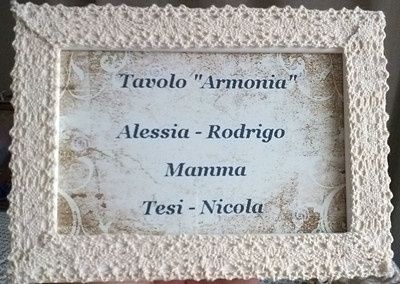 Tavolo "Armonia"
Alessia - Rodrigo
Mamma
Tesi - Nicola